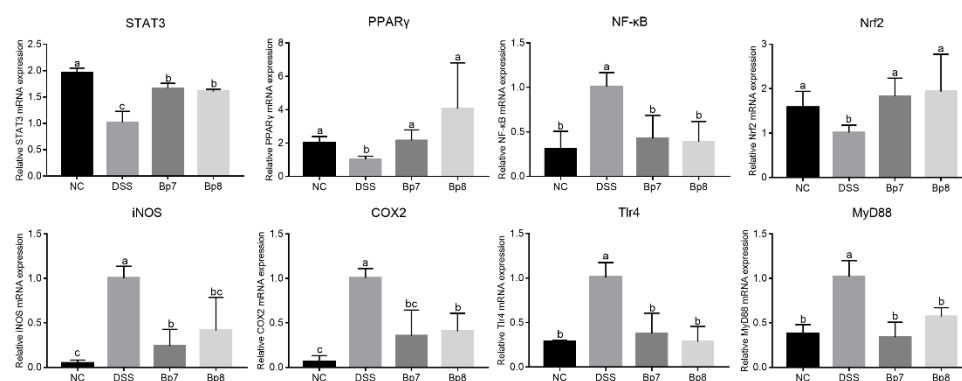 STAT3
Relative STAT3 mRNA expression
2.5
2.0
1.5
1.0
0.5
0.0
a
c
b
b
NC
DSS
Bp7
Bp8
PPARγ
Relative PPARγ mRNA expression
8
6
4
2
0
a
b
a
a
NC
DSS
Bp7
Bp8
NF-κB
Relative NF-κB mRNA expression
1.5
1.0
0.5
0.0
b
a
b
b
NC
DSS
Bp7
Bp8
Nrf2
Relative Nrf2 mRNA expression
3
2
1
0
a
b
a
a
NC
DSS
Bp7
Bp8
iNOS
Relative iNOS mRNA expression
1.5
1.0
0.5
0.0
c
a
b
bc
NC
DSS
Bp7
Bp8
COX2
Relative COX2 mRNA expression
1.5
1.0
0.5
0.0
c
a
bc
b
NC
DSS
Bp7
Bp8
Tlr4
Relative Tlr4 mRNA expression
1.5
1.0
0.5
0.0
b
a
b
b
NC
DSS
Bp7
Bp8
MyD88
Relative MyD88 mRNA expression
1.5
1.0
0.5
0.0
b
a
b
b
NC
DSS
Bp7
Bp8